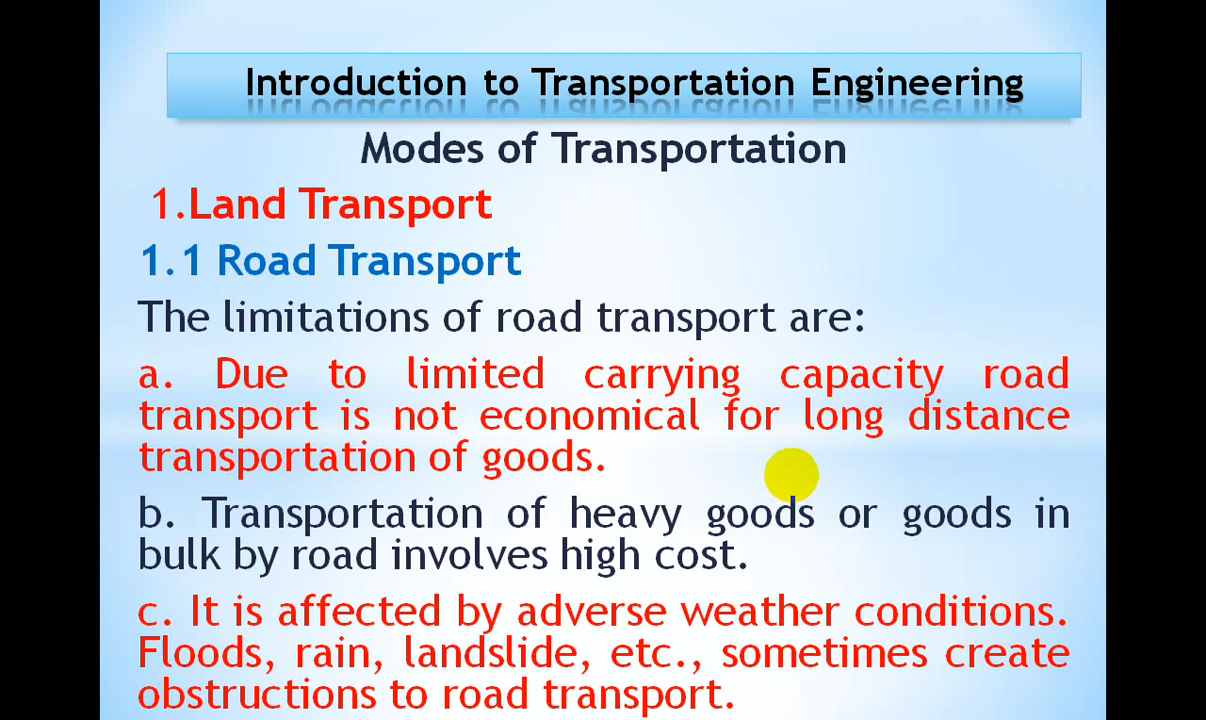 Introduction to Transportation Engineering
Modes of Transportation
1.Land Transport
1.1 Road Transport
The limitations of road transport are:
a. Due to limited carrying capacity road
transport is not economical for long distance
transportation of goods.
b. Transportation of heavy goods or goods in
bulk by road involves high cost.
c. It is affected by adverse weather conditions.
Floods, rain, landslide, etc., sometimes create
obstructions to road transport.